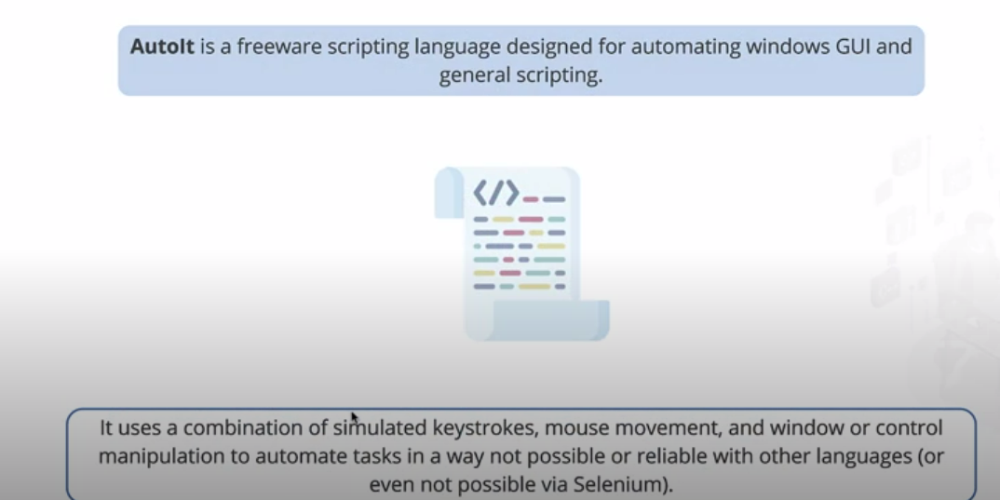 AutoIt is a freeware scripting language designed for automating windows GUI and
general scripting.
</>
It uses a combination of simulated keystrokes, mouse movement, and window or control
manipulation to automate tasks in a way not possible or reliable with other languages (or
even not possible via Selenium).